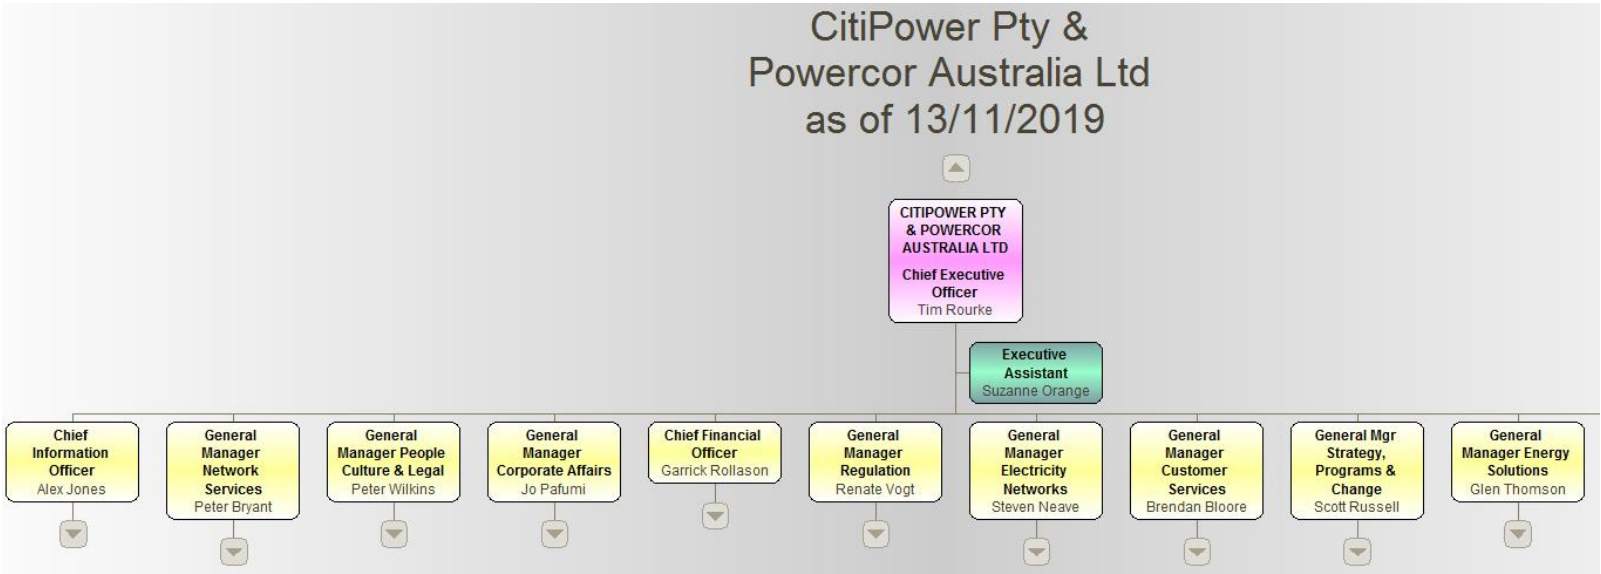 CitiPower Pty &
Powercor Australia Ltd
as of 13/11/2019
CITIPOWER PTY
& POWERCOR
AUSTRALIA LTD
Chief Executive
Officer
Tim Rourke
Executive
Assistant
Suzanne Orange
Chief
Information
Officer
Alex Jones
General
Manager
Network
Services
Peter Bryant
General
Manager People
Culture & Legal
Peter Wilkins
General
Manager
Corporate Affairs
Jo Pafumi
Chief Financial
Officer
Garrick Rollason
General
Manager
Regulation
Renate Vogt
General
Manager
Electricity
Networks
Steven Neave
General
Manager
Customer
Services
Brendan Bloore
General Mgr
Strategy,
Programs &
Change
Scott Russell
General
Manager Energy
Solutions
Glen Thomson